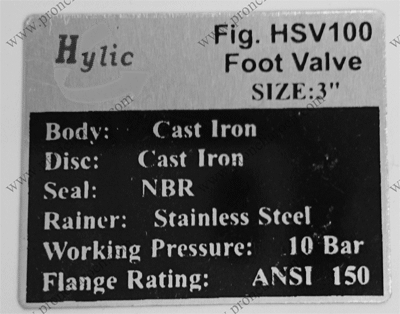 Hylic
Fig. HSV100
Foot Valve
SIZE:3"
Body: Cast Iron
Disc: Cast Iron
Seal: NBR
Rainer: Stainless Steel
Working Pressure: 10 Bar
Flange Rating: ANSI 150